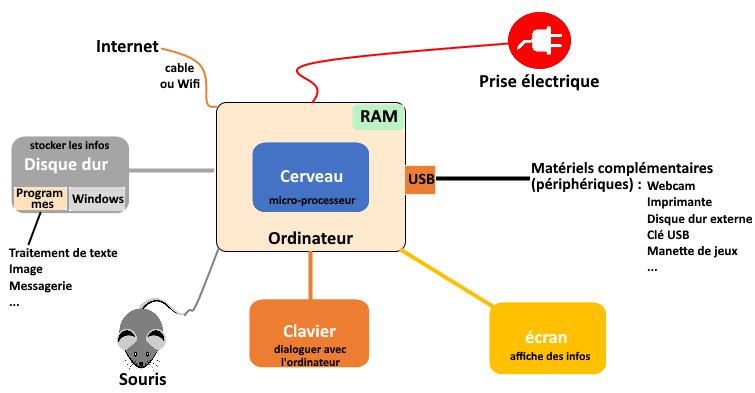 Internet
cable
ou Wifi
Prise électrique
RAM
stocker les infos
Disque dur
Program
mes
Windows
Cerveau
micro-processeur
USB
Ordinateur
Matériels complémentaires
(périphériques) :
Webcam
Imprimante
Disque dur externe
Clé USB
Manette de jeux
...
Traitement de texte
Image
Messagerie
...
Souris
Clavier
dialoguer avec
l'ordinateur
écran
affiche des infos